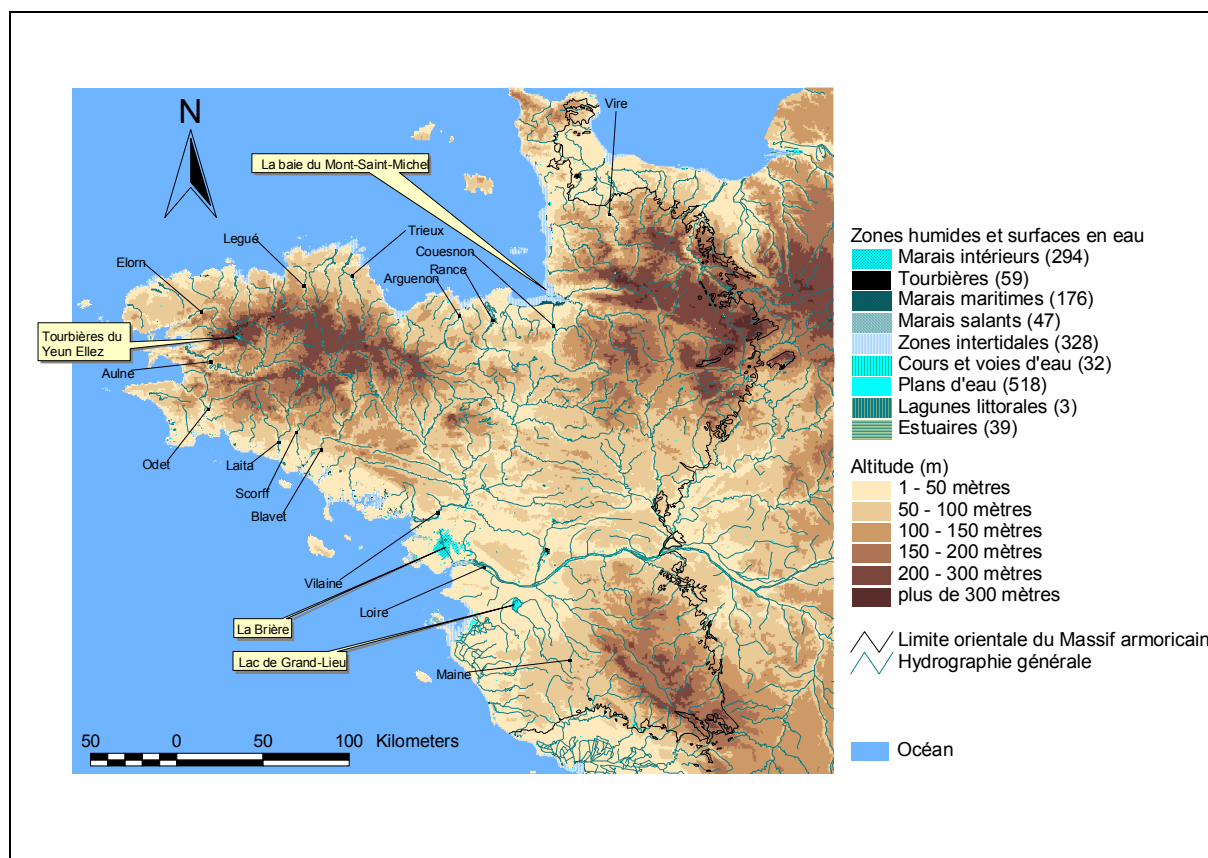 N
Vire
La baie du Mont-Saint-Michel
Legué
Trieux
Couesnon
Rance
Arguenon
Elorn
Tourbières du
Yeun Ellez
Aulne
Odet
Laita
Scorff
Blavet
Vilaine
Loire
La Brière
Lac de Grand-Lieu
Maine
50 0 50 100 Kilometers
Zones humides et surfaces en eau
Marais intérieurs (294)
Tourbières (59)
Marais maritimes (176)
Marais salants (47)
Zones intertidales (328)
Cours et voies d'eau (32)
Plans d'eau (518)
Lagunes littorales (3)
Estuaires (39)
Altitude (m)
1 - 50 mètres
50 - 100 mètres
100 - 150 mètres
150 - 200 mètres
200 - 300 mètres
plus de 300 mètres
Limite orientale du Massif armoricain
Hydrographie générale
Océan